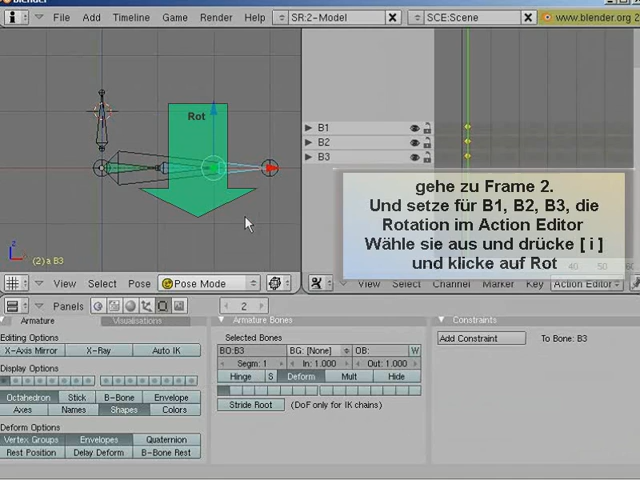 blender
File Add Timeline Game Render Help SR:2-Model SCE:Scene www.blender.org 2
Rot
B1
B2
B3
gehe zu Frame 2.
Und setze für B1, B2, B3, die
Rotation im Action Editor
Wähle sie aus und drücke [ i ]
und klicke auf Rot
z
x
(2) a B3
40 60
View Select Pose Pose Mode
View Select Channel Marker Key Action Editor
Panels 2
Armature Visualisations
Armature Bones
Constraints
Editing Options
X-Axis Mirror X-Ray Auto IK
Display Options
Octahedron Stick B-Bone Envelope
Axes Names Shapes Colors
Deform Options
Vertex Groups Envelopes Quaternion
Rest Position Delay Deform B-Bone Rest
Selected Bones
BO:B3 BG: [None] OB: W
Segm: 1 In: 1.000 Out: 1.000
Hinge S Deform Mult Hide
Stride Root (DoF only for IK chains)
Add Constraint To Bone: B3